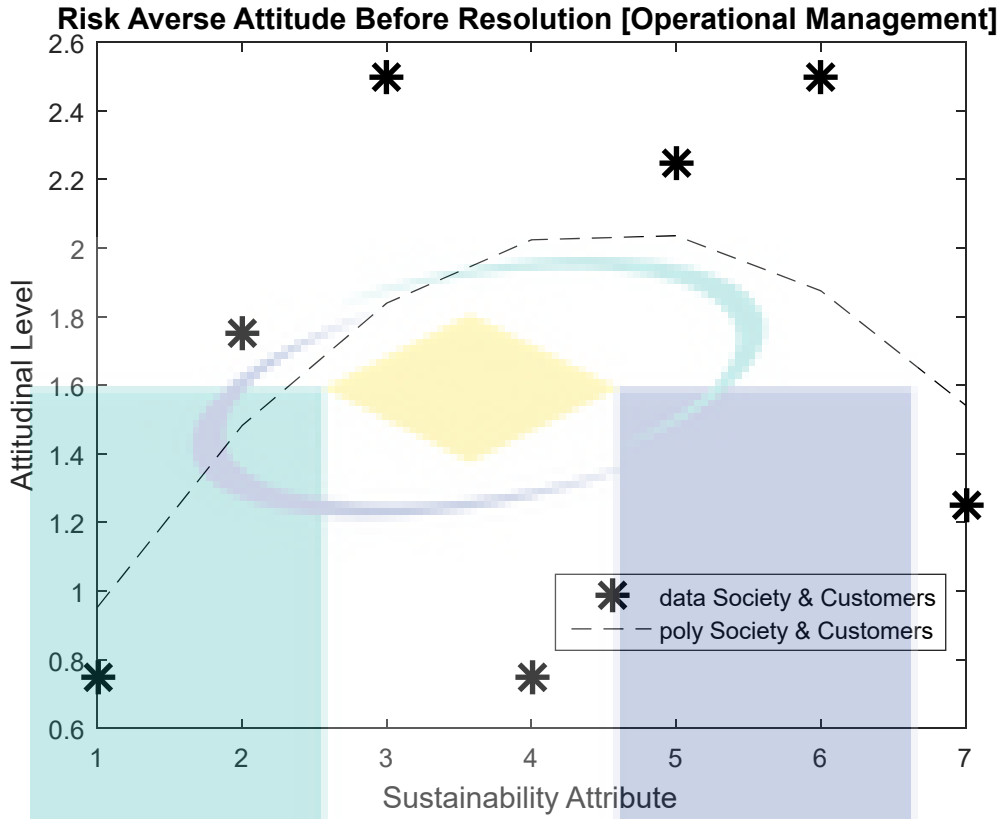 Risk Averse Attitude Before Resolution [Operational Management]
2.6
2.4
2.2
2
1.8
1.6
1.4
1.2
1
0.8
0.6
Attitudinal Level
data Society & Customers
poly Society & Customers
1 2 3 4 5 6 7
Sustainability Attribute